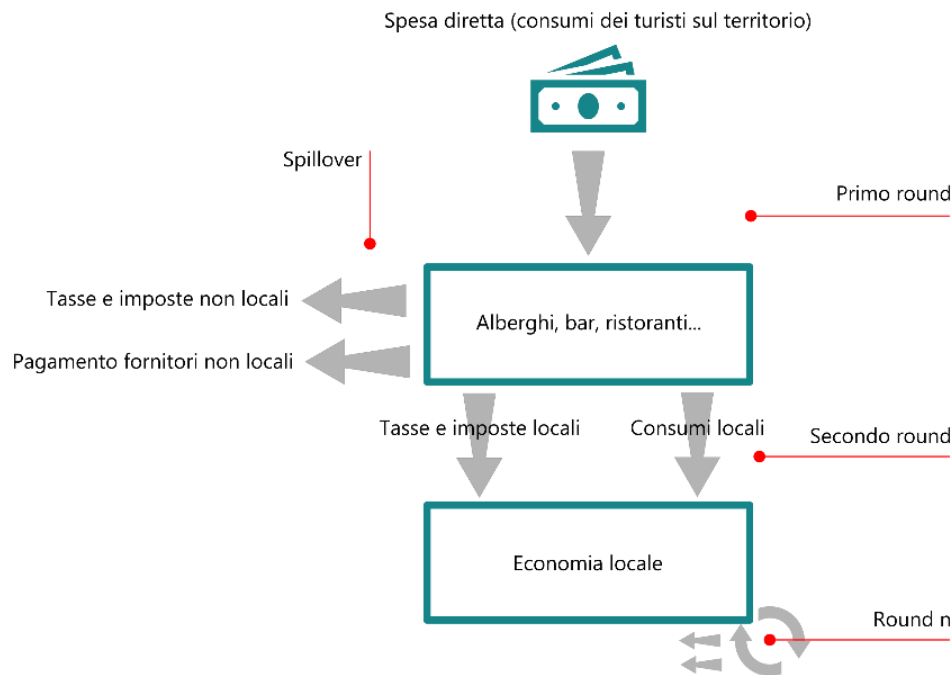 Spesa diretta (consumi dei turisti sul territorio)
Spillover
Primo round
Tasse e imposte non locali
Alberghi, bar, ristoranti...
Pagamento fornitori non locali
Tasse e imposte locali
Consumi locali
Secondo round
Economia locale
Round n